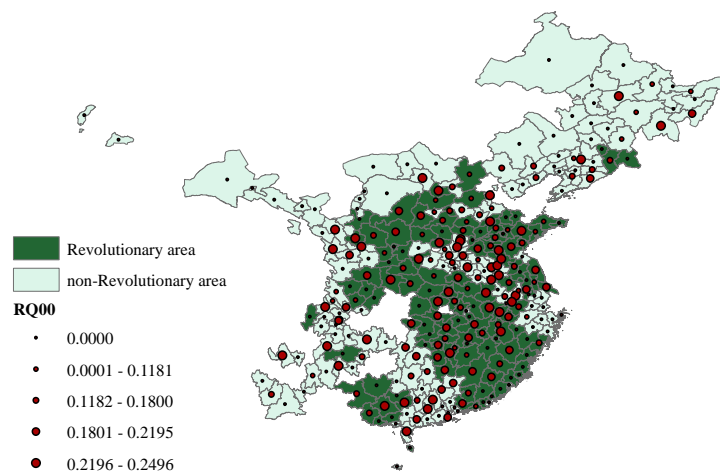 Revolutionary area
non-Revolutionary area
RQ00
0.0000
0.0001 - 0.1181
0.1182 - 0.1800
0.1801 - 0.2195
0.2196 - 0.2496